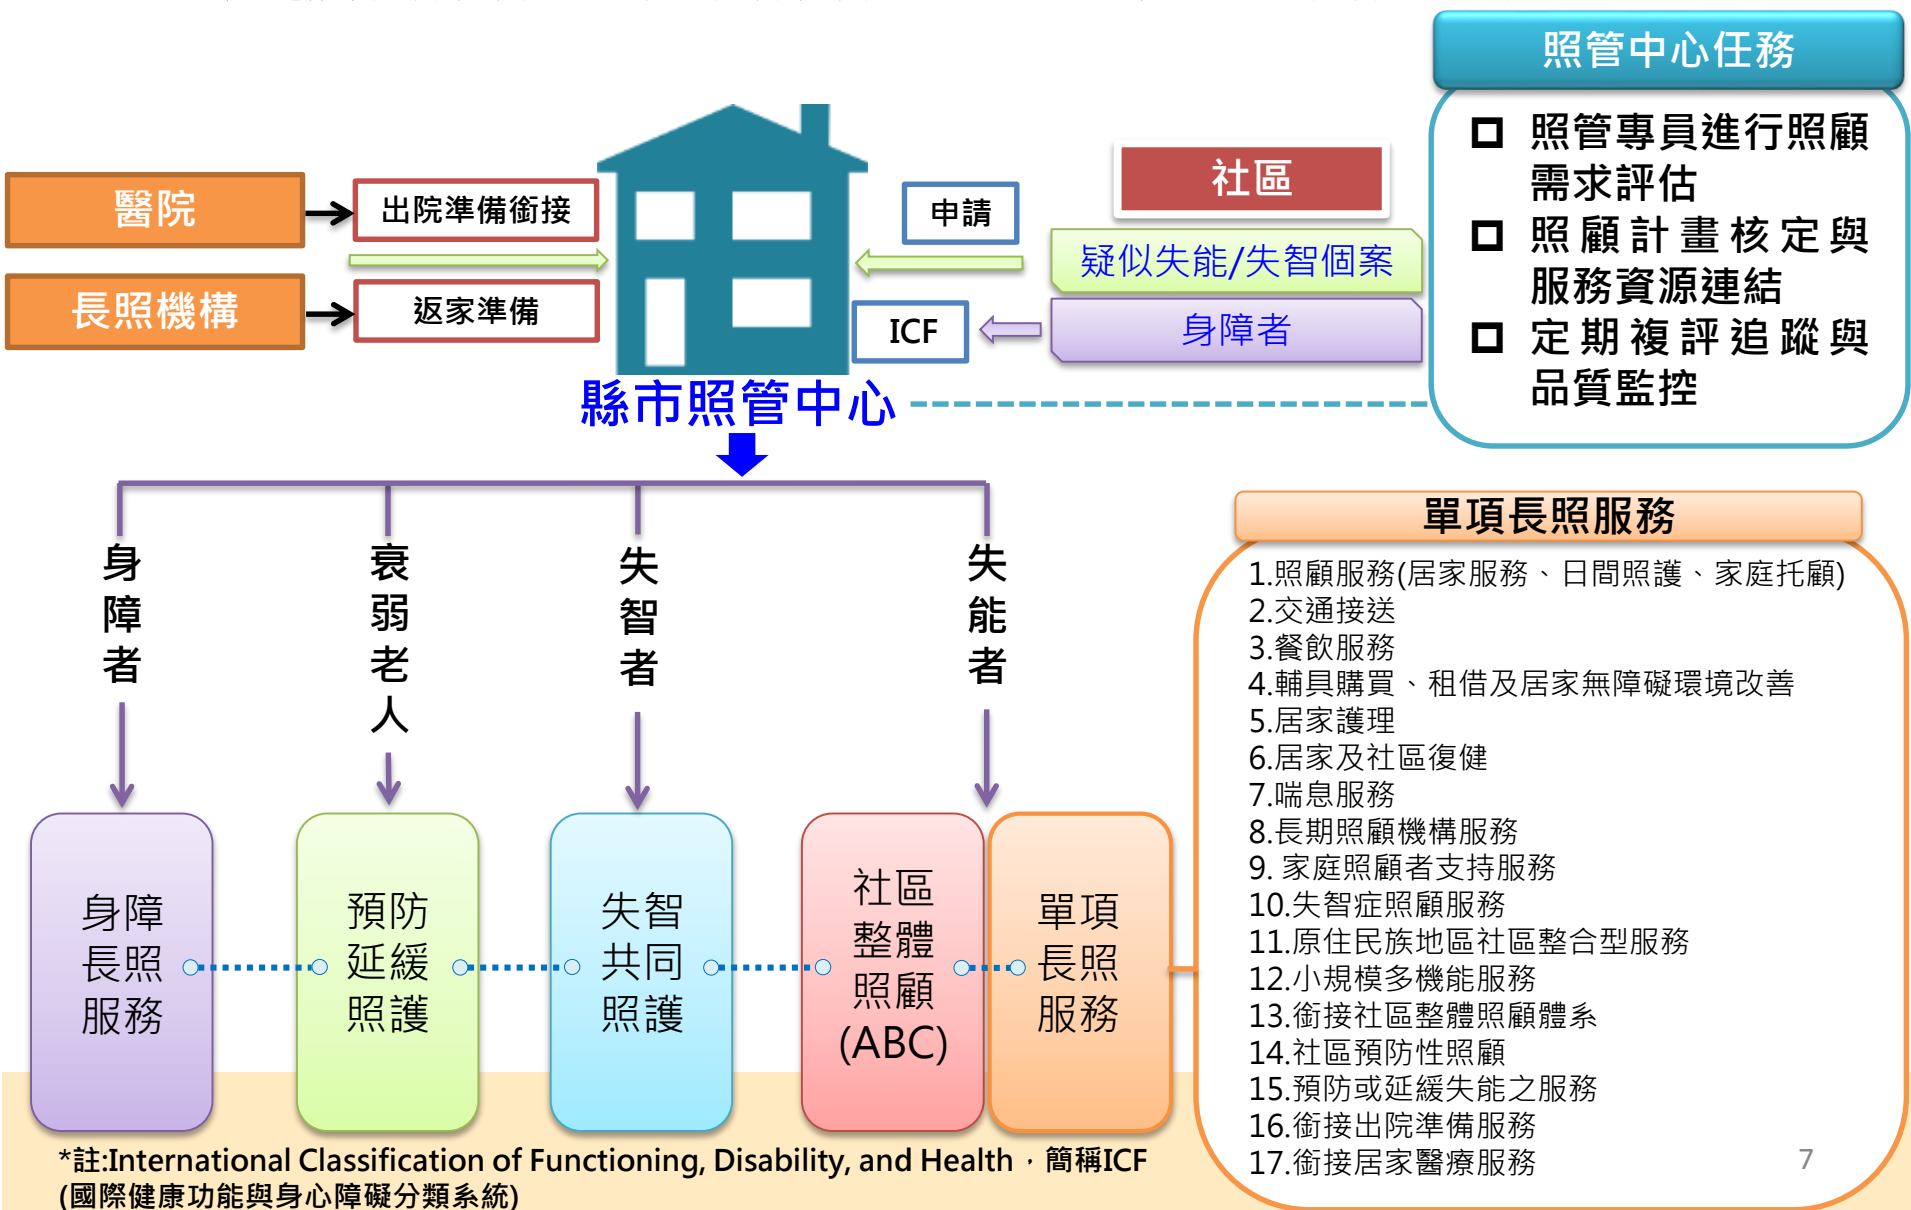 照管中心任務
照管專員進行照顧
需求評估
照顧計畫核定與
服務資源連結
定期複評追蹤與
品質監控
醫院
出院準備銜接
長照機構
返家準備
申請
ICF
社區
疑似失能/失智個案
身障者
縣市照管中心
身障者
衰弱老人
失智者
失能者
身障
長照
服務
預防
延緩
照護
失智
共同
照護
社區
整體
照顧
(ABC)
單項
長照
服務
單項長照服務
1.照顧服務(居家服務、日間照護、家庭托顧)
2.交通接送
3.餐飲服務
4.輔具購買、租借及居家無障礙環境改善
5.居家護理
6.居家及社區復健
7.喘息服務
8.長期照顧機構服務
9. 家庭照顧者支持服務
10.失智症照顧服務
11.原住民族地區社區整合型服務
12.小規模多機能服務
13.銜接社區整體照顧體系
14.社區預防性照顧
15.預防或延緩失能之服務
16.銜接出院準備服務
17.銜接居家醫療服務
*註:International Classification of Functioning, Disability, and Health，簡稱ICF
(國際健康功能與身心障礙分類系統)
7